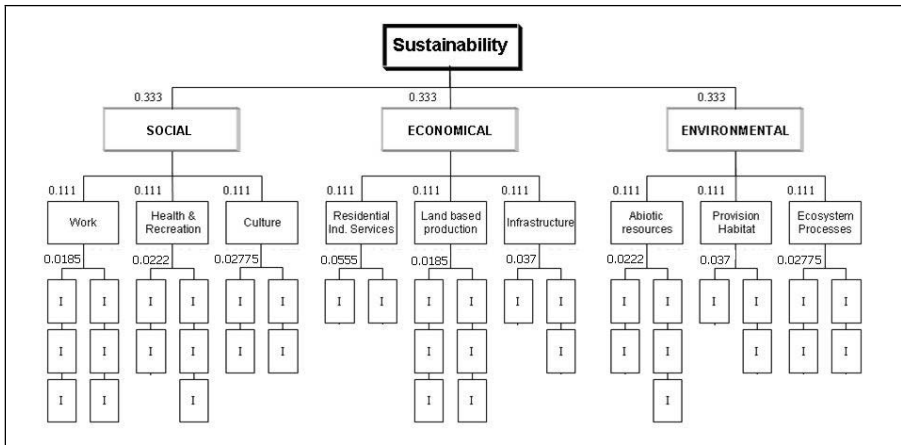 Sustainability
0.333 0.333 0.333
SOCIAL ECONOMICAL ENVIRONMENTAL
0.111 0.111 0.111 0.111 0.111 0.111 0.111 0.111 0.111
Work
Health &
Recreation
Culture
Residential
Ind. Services
Land based
production
Infrastructure
Abiotic
resources
Provision
Habitat
Ecosystem
Processes
0.0185 0.0222 0.02775 0.0555 0.0185 0.037 0.0222 0.037 0.02775
I I I I I I I I I I I I I I I I I I
I I I I I I I I I I I I I I I
I I I I I I